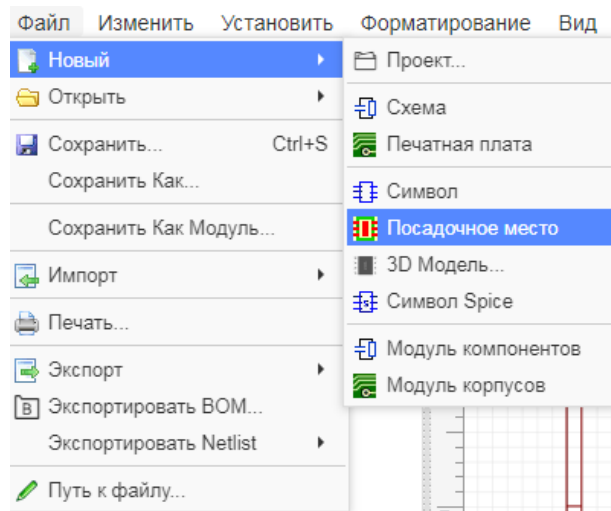 Файл Изменить Установить Форматирование Вид
Новый
Открыть
Сохранить... Ctrl+S
Сохранить Как...
Сохранить Как Модуль...
Импорт
Печать...
Экспорт
Экспортировать BOM...
Экспортировать Netlist
Путь к файлу...
Проект...
Схема
Печатная плата
Символ
Посадочное место
3D Модель...
Символ Spice
Модуль компонентов
Модуль корпусов